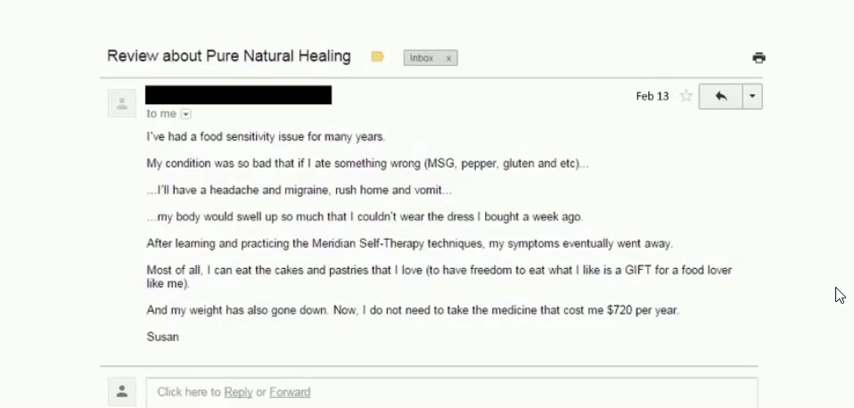 Review about Pure Natural Healing
Inbox x
Feb 13
to me
I've had a food sensitivity issue for many years.
My condition was so bad that if I ate something wrong (MSG, pepper, gluten and etc)...
...I'll have a headache and migraine, rush home and vomit...
...my body would swell up so much that I couldn't wear the dress I bought a week ago.
After learning and practicing the Meridian Self-Therapy techniques, my symptoms eventually went away.
Most of all, I can eat the cakes and pastries that I love (to have freedom to eat what I like is a GIFT for a food lover
like me).
And my weight has also gone down. Now, I do not need to take the medicine that cost me $720 per year.
Susan
Click here to Reply or Forward